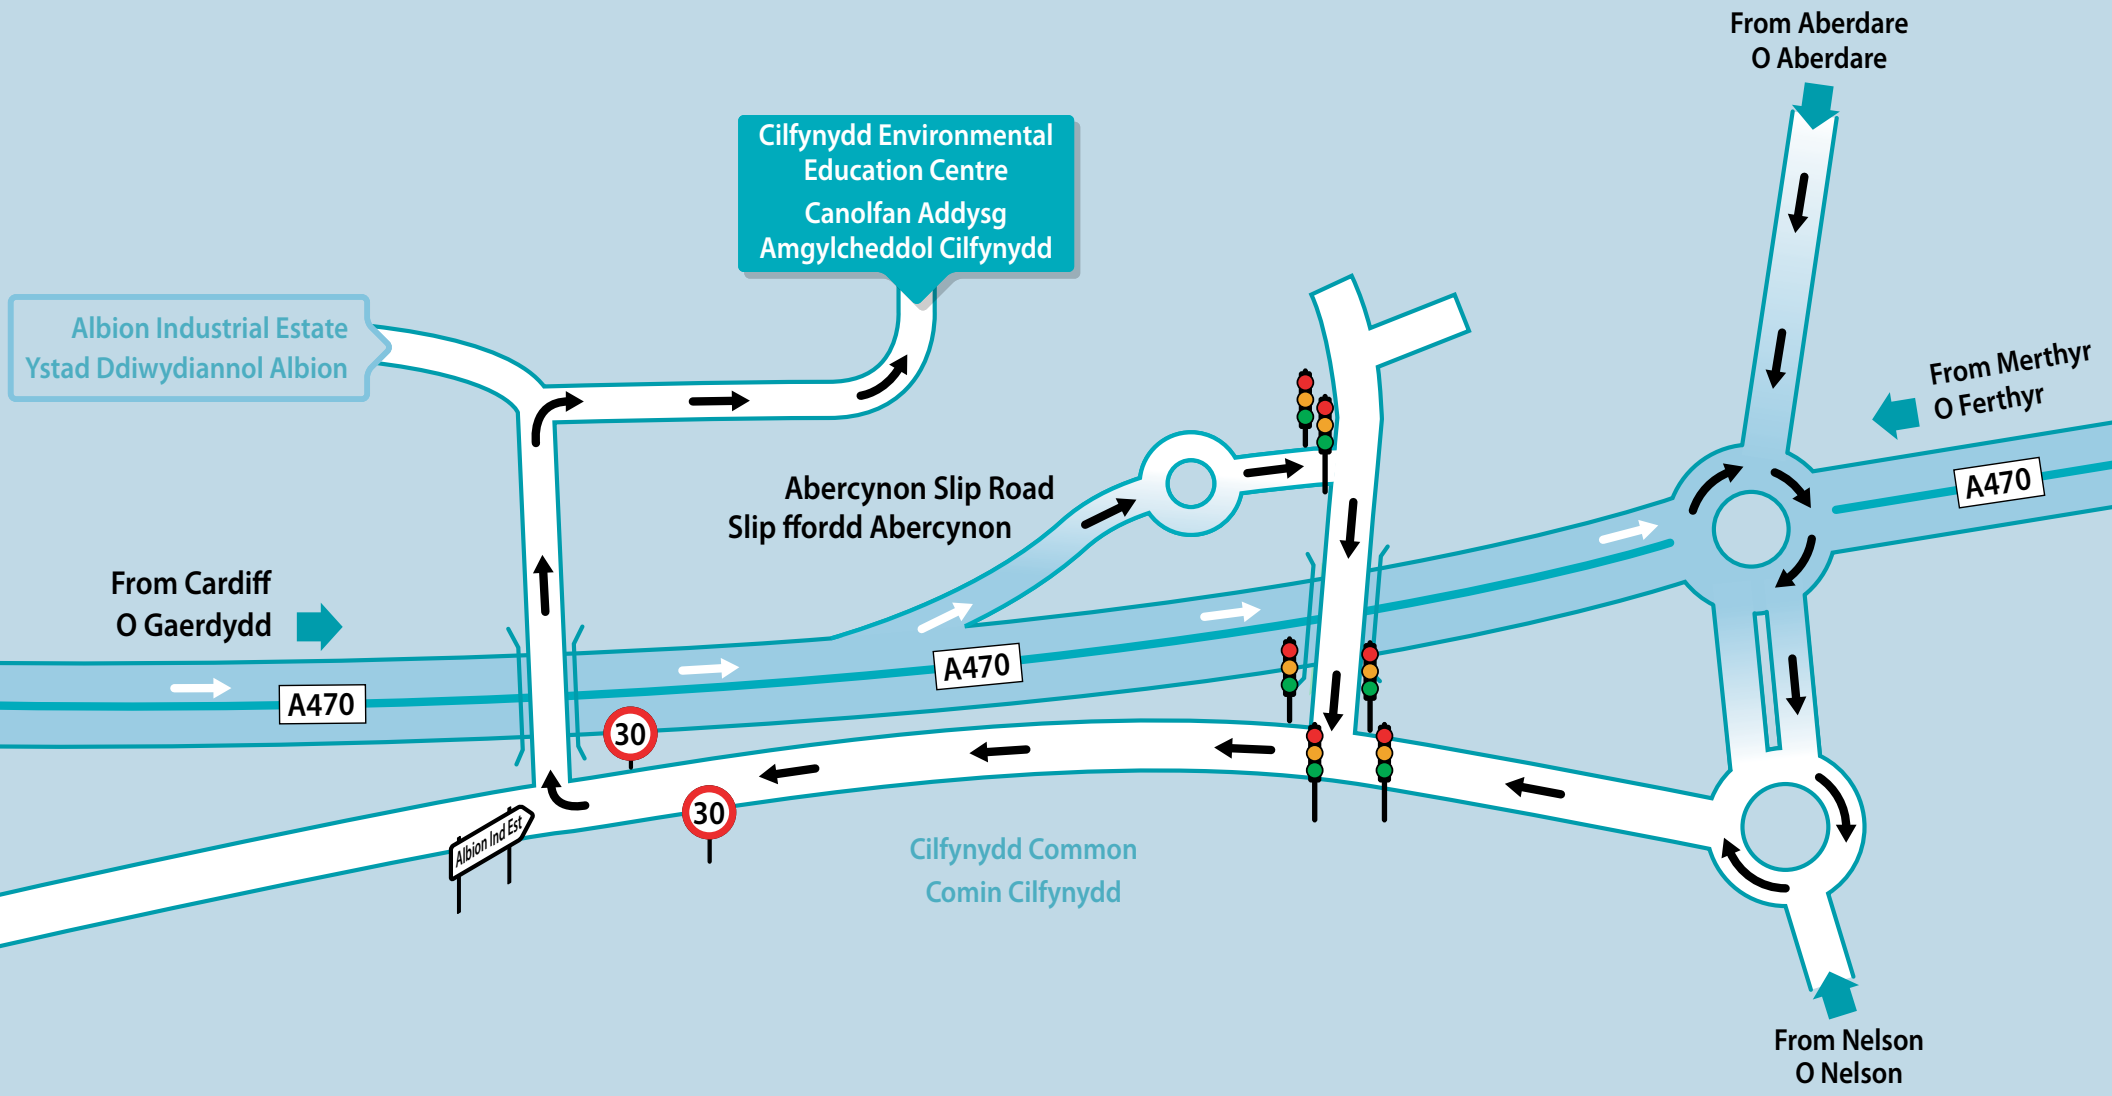 From Aberdare
O Aberdare
Cilfynydd Environmental
Education Centre
Canolfan Addysg
Amgylcheddol Cilfynydd
Albion Industrial Estate
Ystad Ddiwydiannol Albion
From Merthyr
O Ferthyr
A470
Abercynon Slip Road
Slip ffordd Abercynon
From Cardiff
O Gaerdydd
A470
A470
30
30
Albion Ind Est
Cilfynydd Common
Comin Cilfynydd
From Nelson
O Nelson